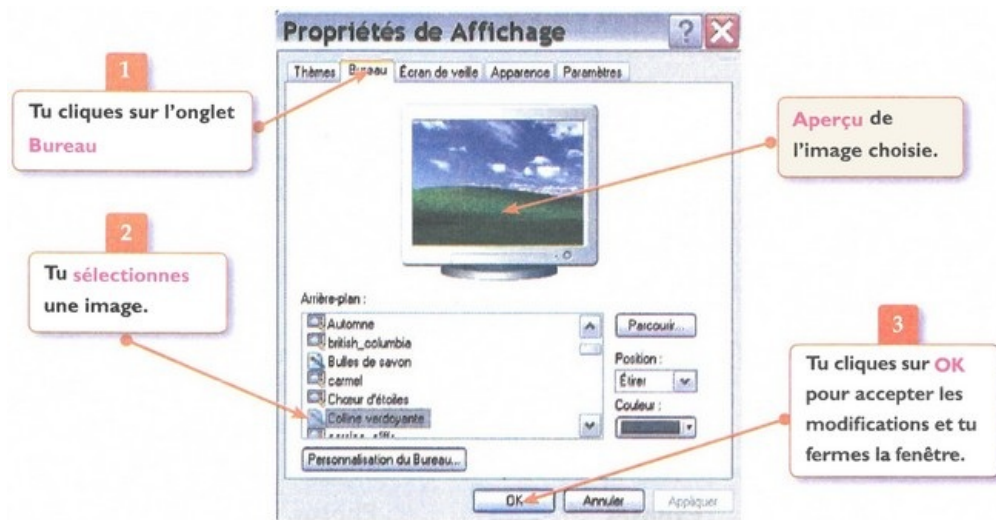 Propriétés de Affichage
Thèmes Bureau Écran de veille Apparence Paramètres
1
Tu cliques sur l'onglet
Bureau
Aperçu de
l'image choisie.
2
Tu sélectionnes
une image.
Arrière-plan :
Automne
british_columbia
Bulles de savon
carmel
Chœur d'étoiles
Colline verdoyante
Parcourir...
Position :
Étirer
Couleur :
Personnalisation du Bureau...
3
Tu cliques sur OK
pour accepter les
modifications et tu
fermes la fenêtre.
OK Annuler Appliquer